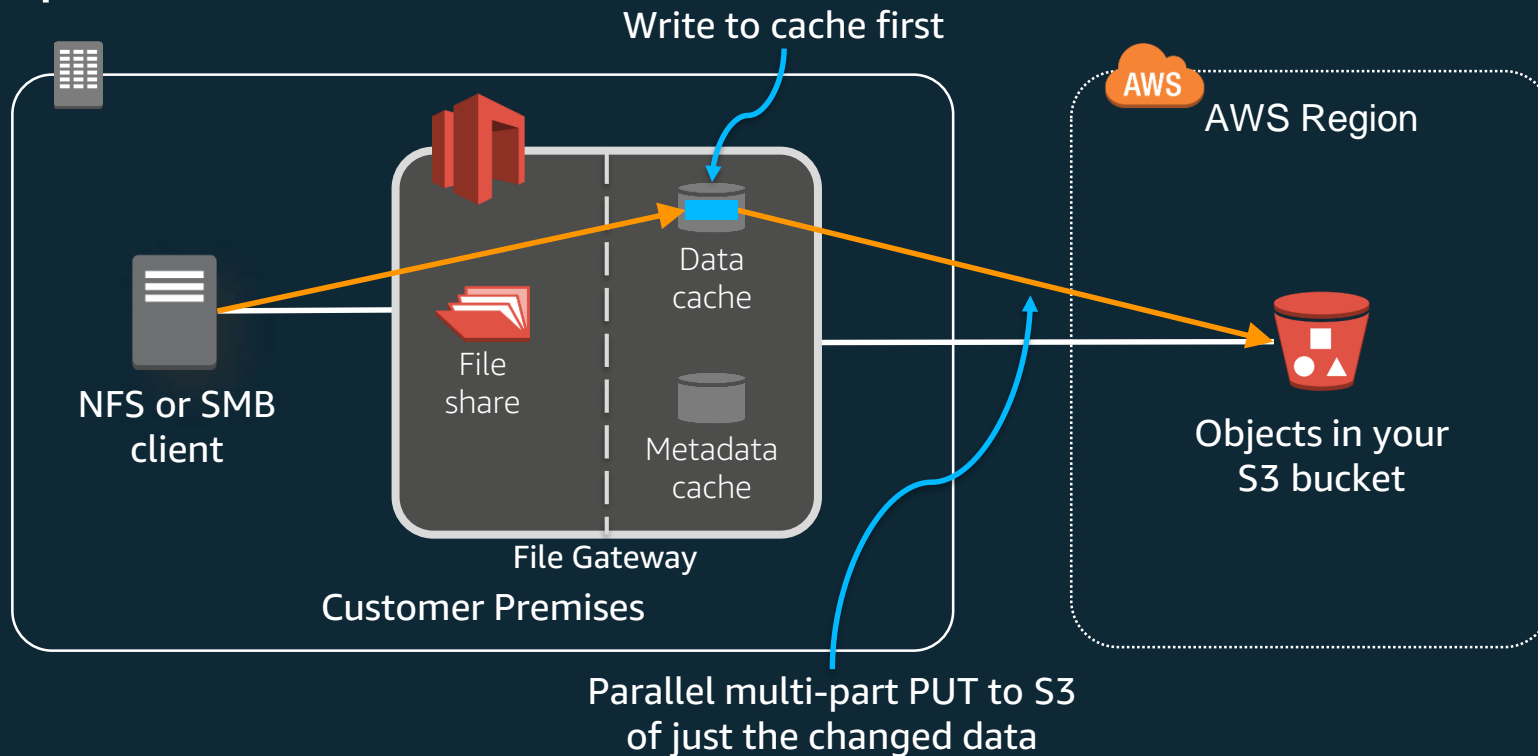 Write to cache first
AWS
AWS Region
Data
cache
File
share
Metadata
cache
NFS or SMB
client
Objects in your
S3 bucket
File Gateway
Customer Premises
Parallel multi-part PUT to S3
of just the changed data